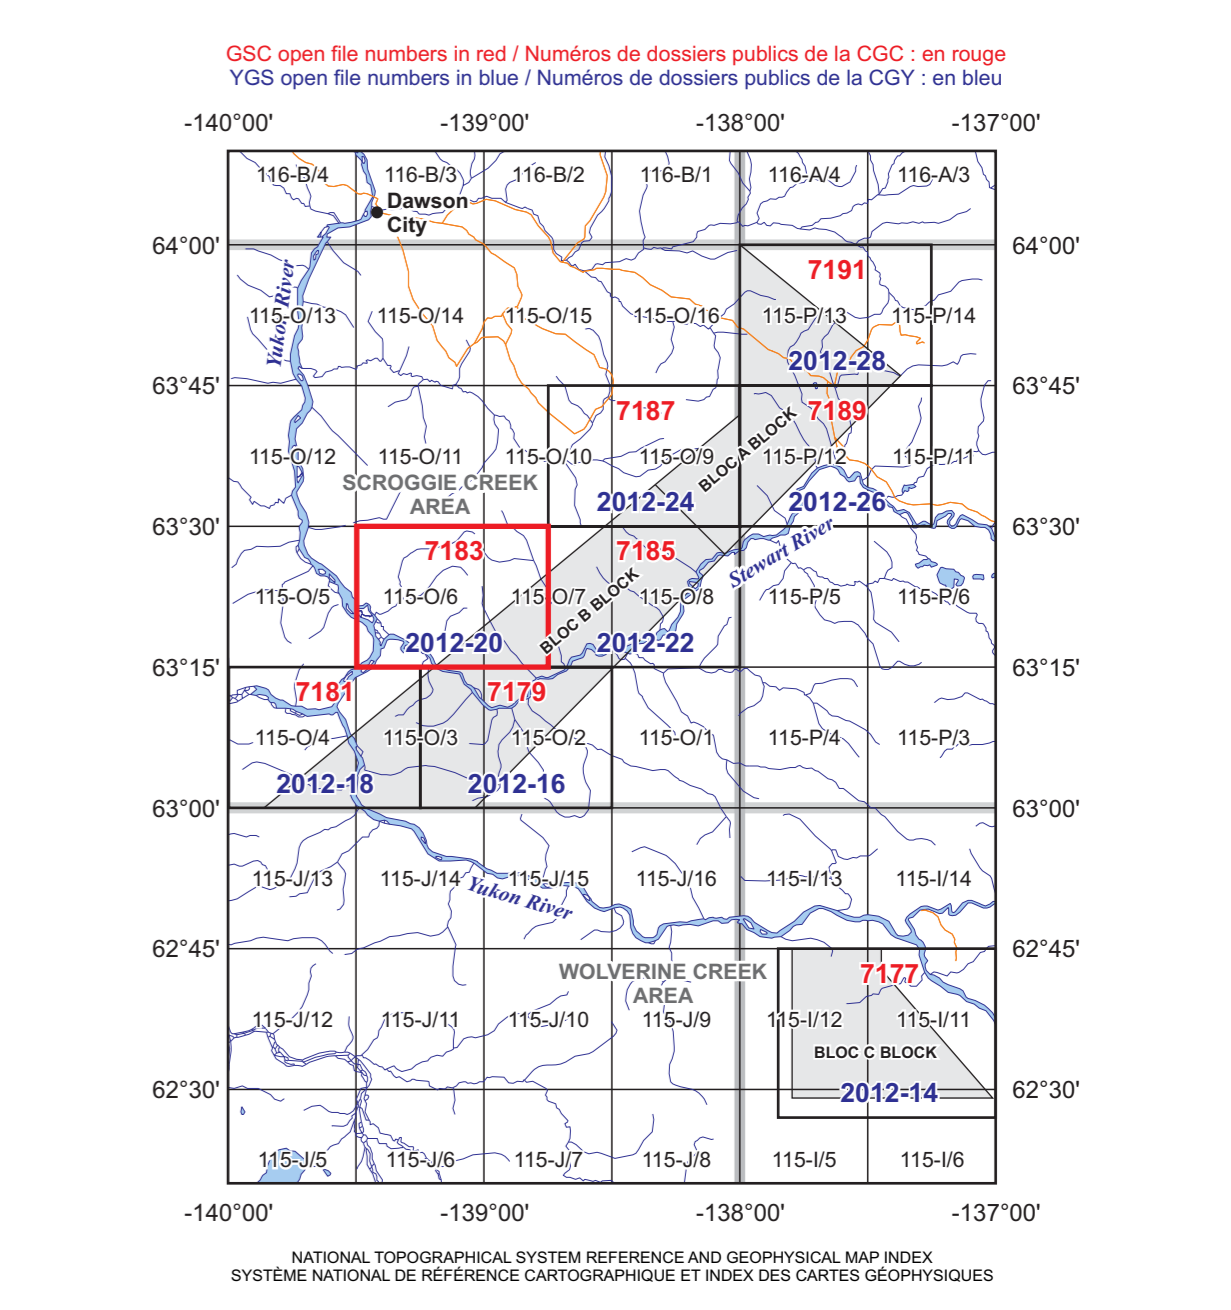 GSC open file numbers in red / Numéros de dossiers publics de la CGC : en rouge
YGS open file numbers in blue / Numéros de dossiers publics de la CGY : en bleu
-140°00' -139°00' -138°00' -137°00'
116-B/4 116-B/3 116-B/2 116-B/1 116-A/4 116-A/3
Dawson
City
64°00' 64°00'
7191
Yukon River
115-O/13 115-O/14 115-O/15 115-O/16 115-P/13 115-P/14
2012-28
63°45' 63°45'
7187 7189
BLOC A BLOCK
115-O/12 115-O/11 115-O/10 115-O/9 115-P/12 115-P/11
SCROGGIE CREEK
AREA
2012-24 2012-26
63°30' 63°30'
7183 7185
Stewart River
115-O/5 115-O/6 115-O/7 115-O/8 115-P/5 115-P/6
BLOC B BLOCK
2012-20 2012-22
63°15' 63°15'
7181 7179
115-O/4 115-O/3 115-O/2 115-O/1 115-P/4 115-P/3
2012-18 2012-16
63°00' 63°00'
115-J/13 115-J/14 115-J/15 115-J/16 115-I/13 115-I/14
Yukon River
62°45' 62°45'
WOLVERINE CREEK
AREA
7177
115-J/12 115-J/11 115-J/10 115-J/9 115-I/12 115-I/11
BLOC C BLOCK
62°30' 62°30'
2012-14
115-J/5 115-J/6 115-J/7 115-J/8 115-I/5 115-I/6
-140°00' -139°00' -138°00' -137°00'
NATIONAL TOPOGRAPHICAL SYSTEM REFERENCE AND GEOPHYSICAL MAP INDEX
SYSTÈME NATIONAL DE RÉFÉRENCE CARTOGRAPHIQUE ET INDEX DES CARTES GÉOPHYSIQUES